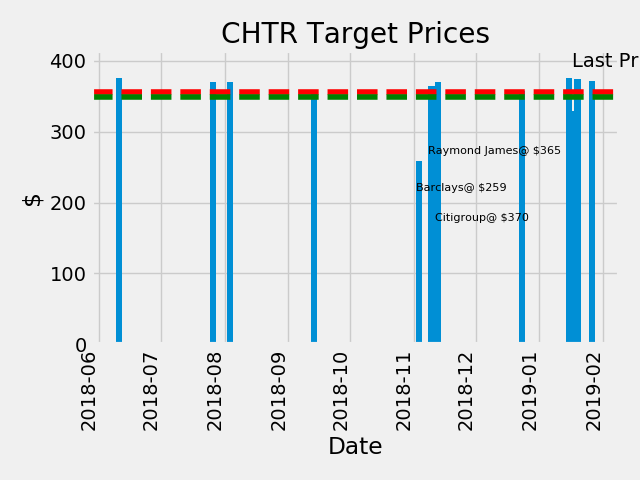 CHTR Target Prices
Last Pr
400
300
200
100
0
$
Raymond James@ $365
Barclays@ $259
Citigroup@ $370
2018-06
2018-07
2018-08
2018-09
2018-10
2018-11
2018-12
2019-01
2019-02
Date